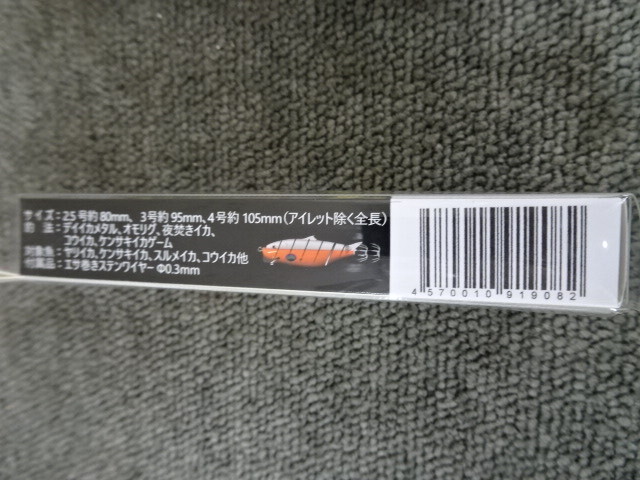 サイズ：2.5号約80mm、 3号約95mm、4号約105mm（アイレット除く全長）
釣　法：デイイカメタル、オモリグ、夜焚きイカ、
コウイカ、ケンサキイカゲーム
対象魚：ヤリイカ、ケンサキイカ、スルメイカ、コウイカ他
付属品：エサ巻きステンワイヤー Φ0.3mm
4 570010 919082